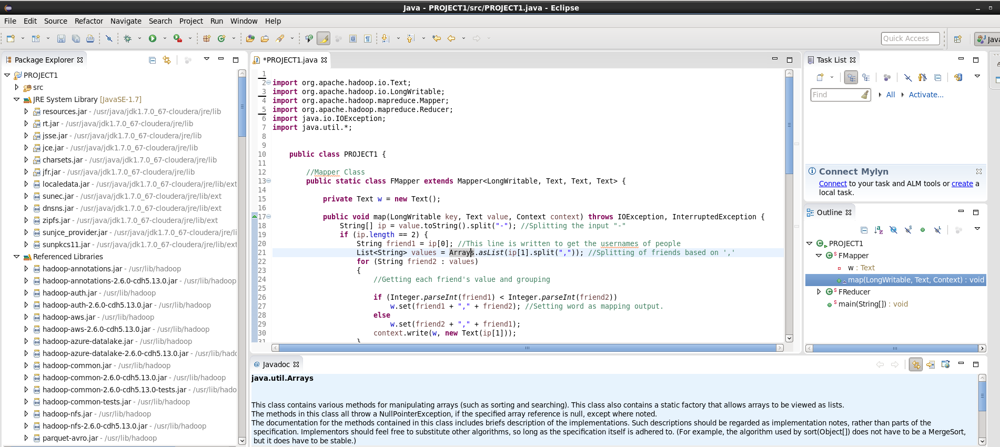 Java - PROJECT1/src/PROJECT1.java - Eclipse
File Edit Source Refactor Navigate Search Project Run Window Help
Quick Access
Java
Package Explorer
PROJECT1
src
JRE System Library [JavaSE-1.7]
resources.jar - /usr/java/jdk1.7.0_67-cloudera/jre/lib
rt.jar - /usr/java/jdk1.7.0_67-cloudera/jre/lib
jsse.jar - /usr/java/jdk1.7.0_67-cloudera/jre/lib
jce.jar - /usr/java/jdk1.7.0_67-cloudera/jre/lib
charsets.jar - /usr/java/jdk1.7.0_67-cloudera/jre/lib
jfr.jar - /usr/java/jdk1.7.0_67-cloudera/jre/lib
localedata.jar - /usr/java/jdk1.7.0_67-cloudera/jre/lib/ext
sunec.jar - /usr/java/jdk1.7.0_67-cloudera/jre/lib/ext
dnsns.jar - /usr/java/jdk1.7.0_67-cloudera/jre/lib/ext
zipfs.jar - /usr/java/jdk1.7.0_67-cloudera/jre/lib/ext
sunjce_provider.jar - /usr/java/jdk1.7.0_67-cloudera/jre/li
sunpkcs11.jar - /usr/java/jdk1.7.0_67-cloudera/jre/lib/ext
Referenced Libraries
hadoop-annotations.jar - /usr/lib/hadoop
hadoop-annotations-2.6.0-cdh5.13.0.jar - /usr/lib/hadoop
hadoop-auth.jar - /usr/lib/hadoop
hadoop-auth-2.6.0-cdh5.13.0.jar - /usr/lib/hadoop
hadoop-aws.jar - /usr/lib/hadoop
hadoop-aws-2.6.0-cdh5.13.0.jar - /usr/lib/hadoop
hadoop-azure-datalake.jar - /usr/lib/hadoop
hadoop-azure-datalake-2.6.0-cdh5.13.0.jar - /usr/lib/hadoc
hadoop-common.jar - /usr/lib/hadoop
hadoop-common-2.6.0-cdh5.13.0.jar - /usr/lib/hadoop
hadoop-common-2.6.0-cdh5.13.0-tests.jar - /usr/lib/hado
hadoop-common-tests.jar - /usr/lib/hadoop
hadoop-nfs.jar - /usr/lib/hadoop
hadoop-nfs-2.6.0-cdh5.13.0.jar - /usr/lib/hadoop
parquet-avro.jar - /usr/lib/hadoop
*PROJECT1.java
1
2 import org.apache.hadoop.io.Text;
3 import org.apache.hadoop.io.LongWritable;
4 import org.apache.hadoop.mapreduce.Mapper;
5 import org.apache.hadoop.mapreduce.Reducer;
6 import java.io.IOException;
7 import java.util.*;
8
9
10 public class PROJECT1 {
11
12 //Mapper Class
13 public static class FMapper extends Mapper<LongWritable, Text, Text, Text> {
14
15 private Text w = new Text();
16
17 public void map(LongWritable key, Text value, Context context) throws IOException, InterruptedException {
18 String[] ip = value.toString().split("-"); //Splitting the input "-"
19 if (ip.length == 2) {
20 String friend1 = ip[0]; //This line is written to get the usernames of people
21 List<String> values = Arrays.asList(ip[1].split(",")); //Splitting of friends based on ','
22 for (String friend2 : values)
23 {
24 //Getting each friend's value and grouping
25
26 if (Integer.parseInt(friend1) < Integer.parseInt(friend2))
27 w.set(friend1 + "," + friend2); //Setting word as mapping output.
28 else
29 w.set(friend2 + "," + friend1);
30 context.write(w, new Text(ip[1]));
31 }
Javadoc
java.util.Arrays
This class contains various methods for manipulating arrays (such as sorting and searching). This class also contains a static factory that allows arrays to be viewed as lists.
The methods in this class all throw a NullPointerException, if the specified array reference is null, except where noted.
The documentation for the methods contained in this class includes briefs description of the implementations. Such descriptions should be regarded as implementation notes, rather than parts of the
specification. Implementors should feel free to substitute other algorithms, so long as the specification itself is adhered to. (For example, the algorithm used by sort(Object[]) does not have to be a MergeSort,
but it does have to be stable.)
Task List
Find All Activate...
Connect Mylyn
Connect to your task and ALM tools or create a
local task.
Outline
PROJECT1
FMapper
w : Text
map(LongWritable, Text, Context) : void
FReducer
main(String[]) : void